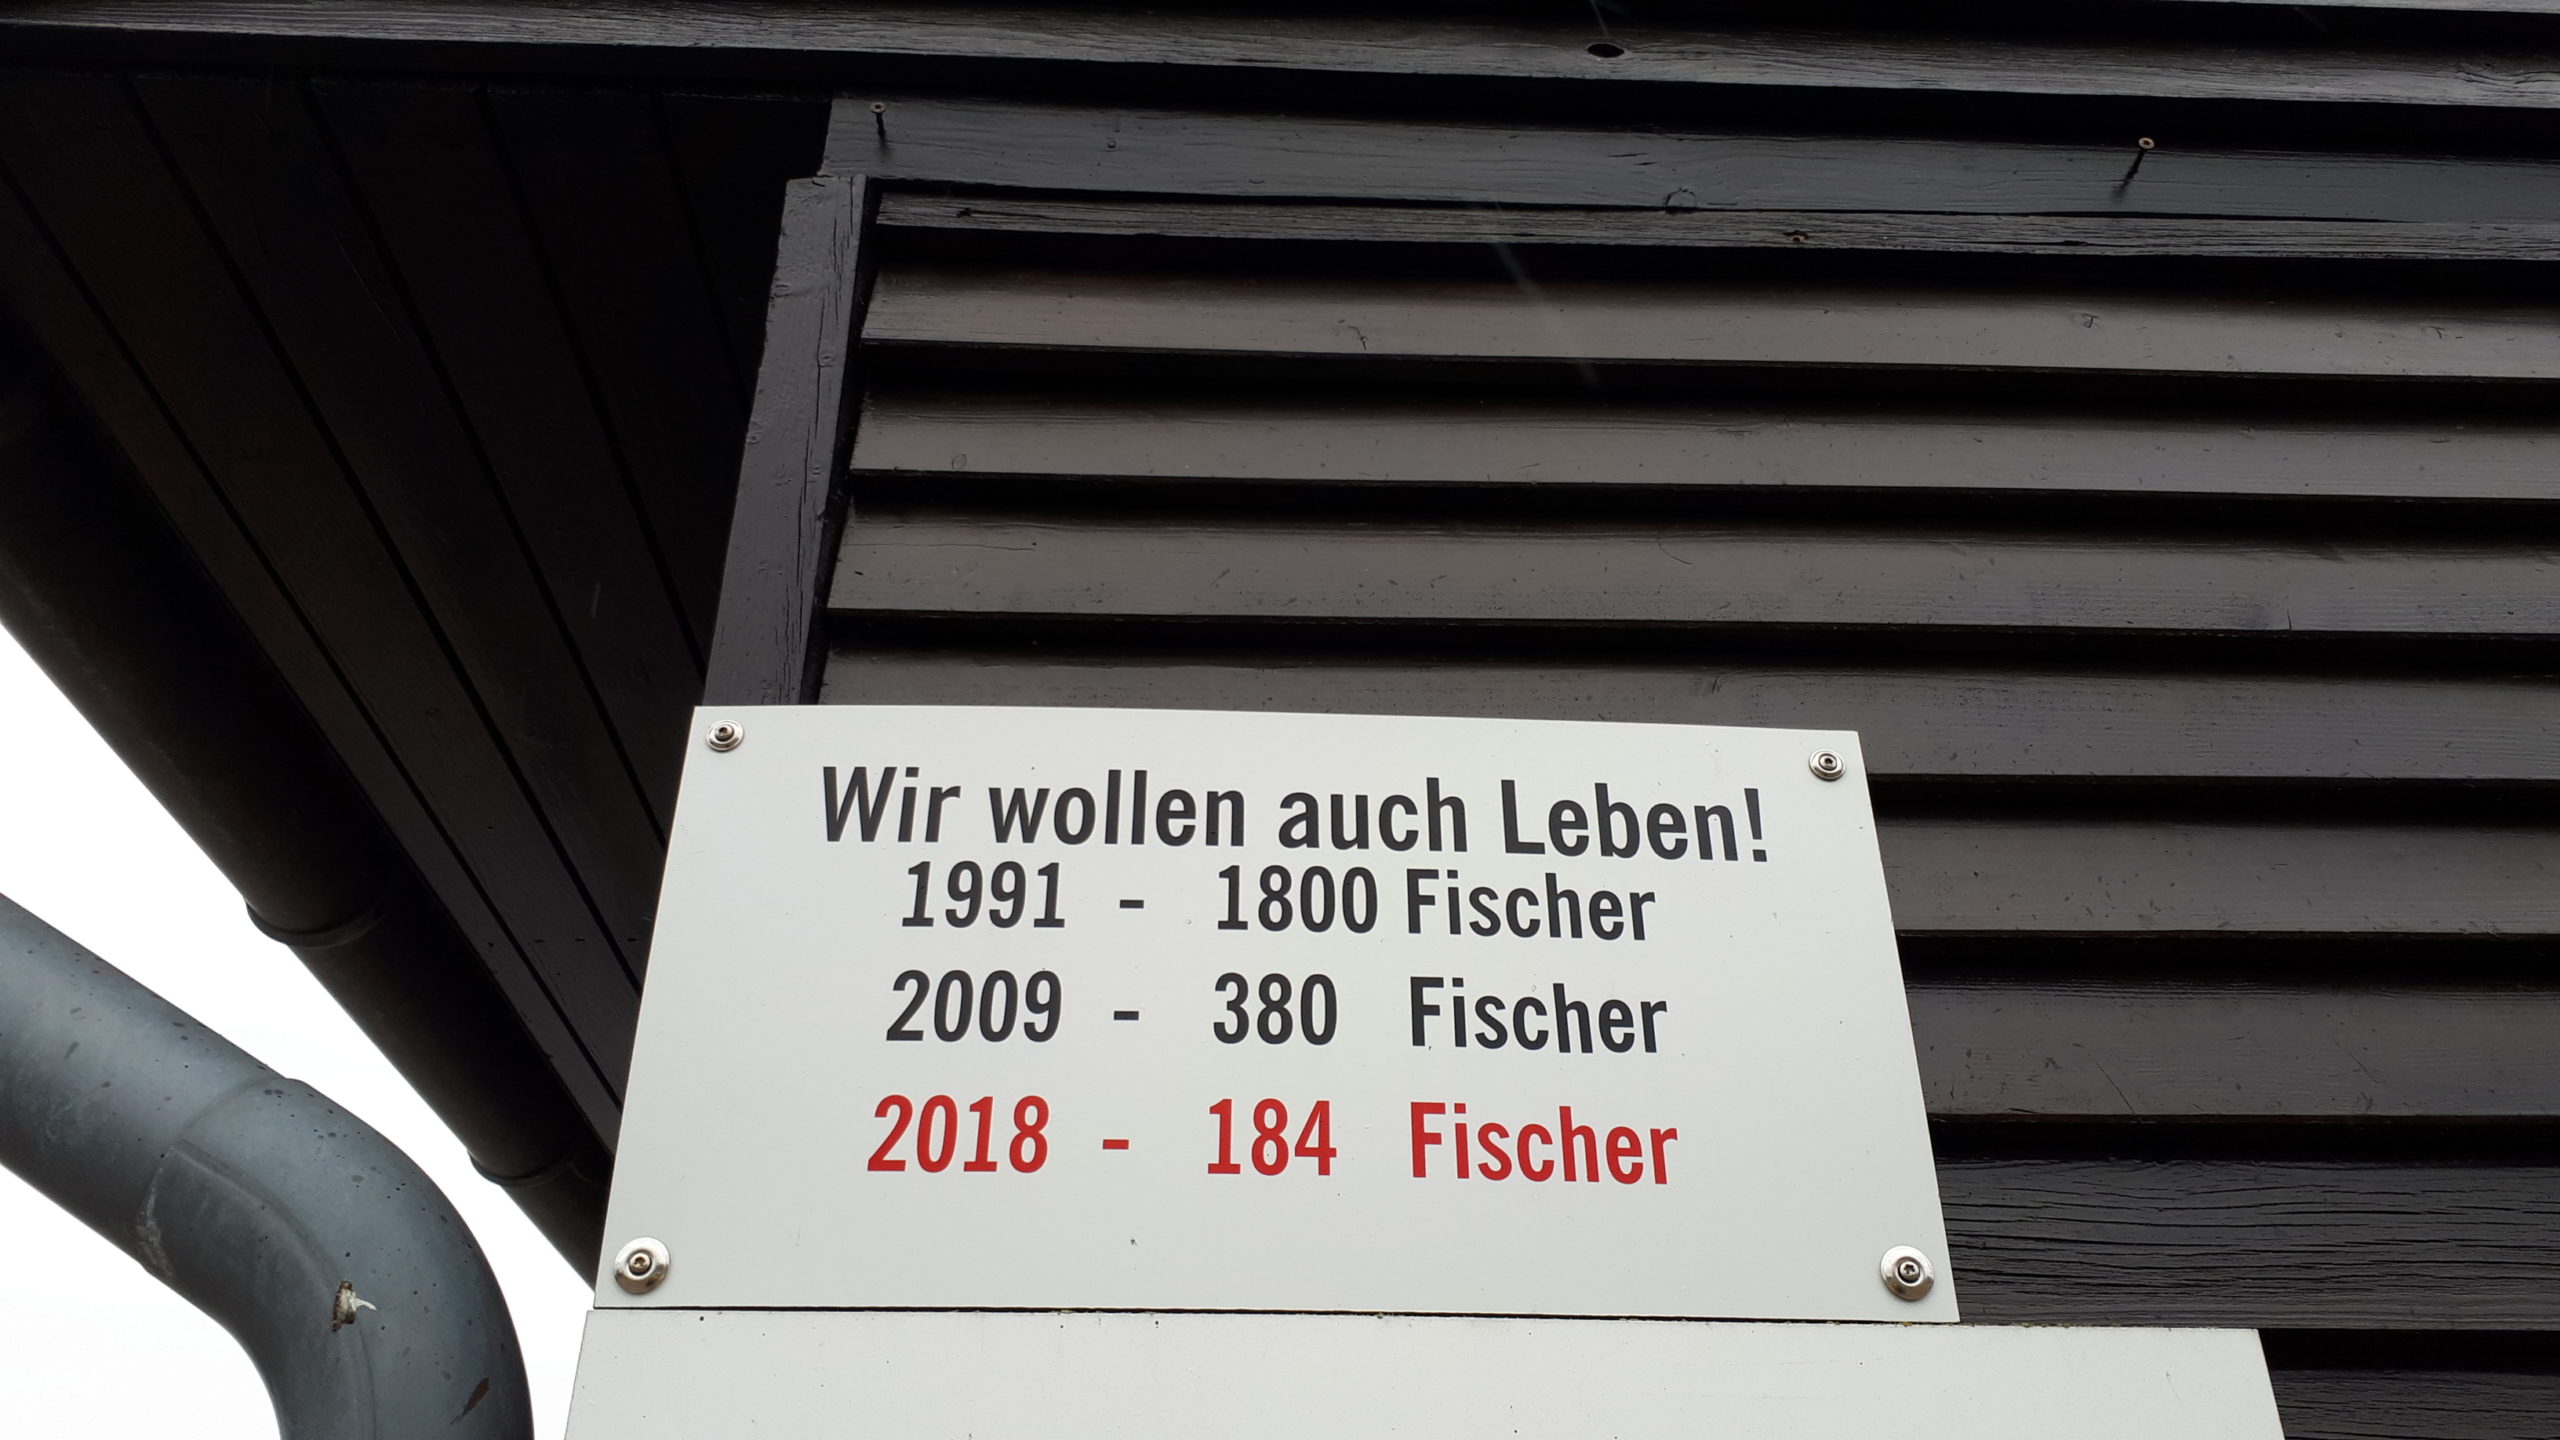 Wir wollen auch Leben!
1991 - 1800 Fischer
2009 - 380 Fischer
2018 - 184 Fischer